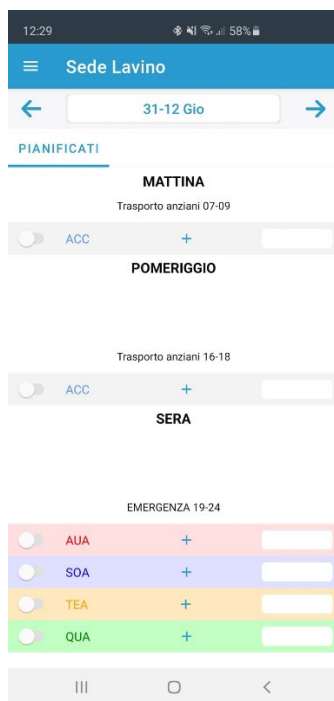 12:29 58%
Sede Lavino
31-12 Gio
PIANIFICATI
MATTINA
Trasporto anziani 07-09
ACC +
POMERIGGIO
Trasporto anziani 16-18
ACC +
SERA
EMERGENZA 19-24
AUA +
SOA +
TEA +
QUA +